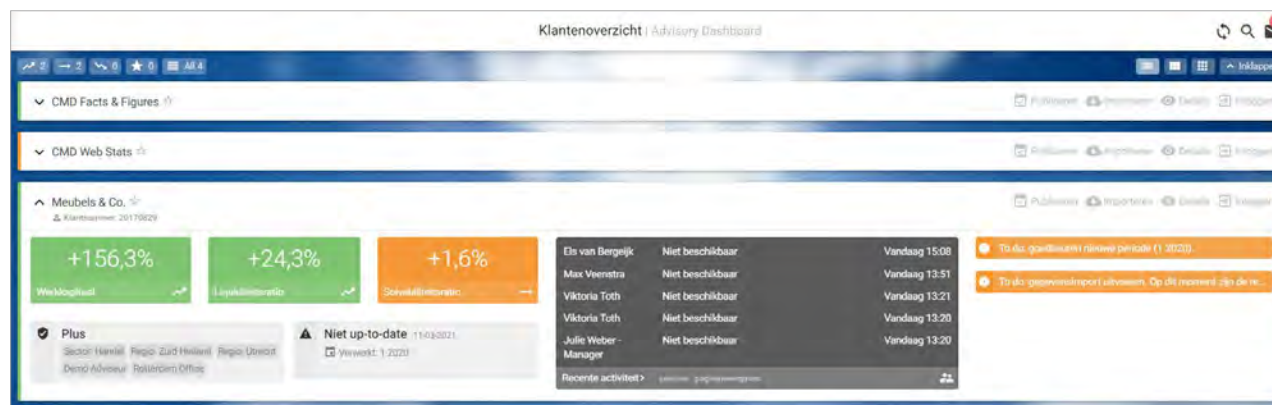 Klantenoverzicht | Advisory Dashboard
2 2 0 0 All 4 Inklappe
CMD Facts & Figures Publiceren Importeren Details Inloggen
CMD Web Stats Publiceren Importeren Details Inloggen
Meubels & Co. Publiceren Importeren Details Inloggen
Klantnummer: 20170829
+156,3% +24,3% +1,6%
Werkkapitaal Liquiditeitsratio Solvabiliteitsratio
Els van Bergeijk Niet beschikbaar Vandaag 15:08
Max Veenstra Niet beschikbaar Vandaag 13:51
Viktoria Toth Niet beschikbaar Vandaag 13:21
Viktoria Toth Niet beschikbaar Vandaag 13:20
Julie Weber - Manager Niet beschikbaar Vandaag 13:20
Recente activiteit>
To do: goedkeuren nieuwe periode (1 2020).
To do: gegevensimport uitvoeren. Op dit moment zijn de re...
Plus
Sector: Handel Regio: Zuid Holland Regio: Utrecht
Demo Adviseur Rotterdam Office
Niet up-to-date 11-03-2021
Verwerkt: 1 2020